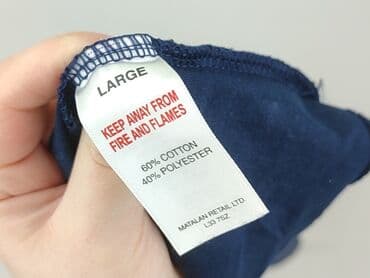 LARGE
KEEP AWAY FROM
FIRE AND FLAMES
60% COTTON
40% POLYESTER
MATALAN RETAIL LTD
L33 7SZ